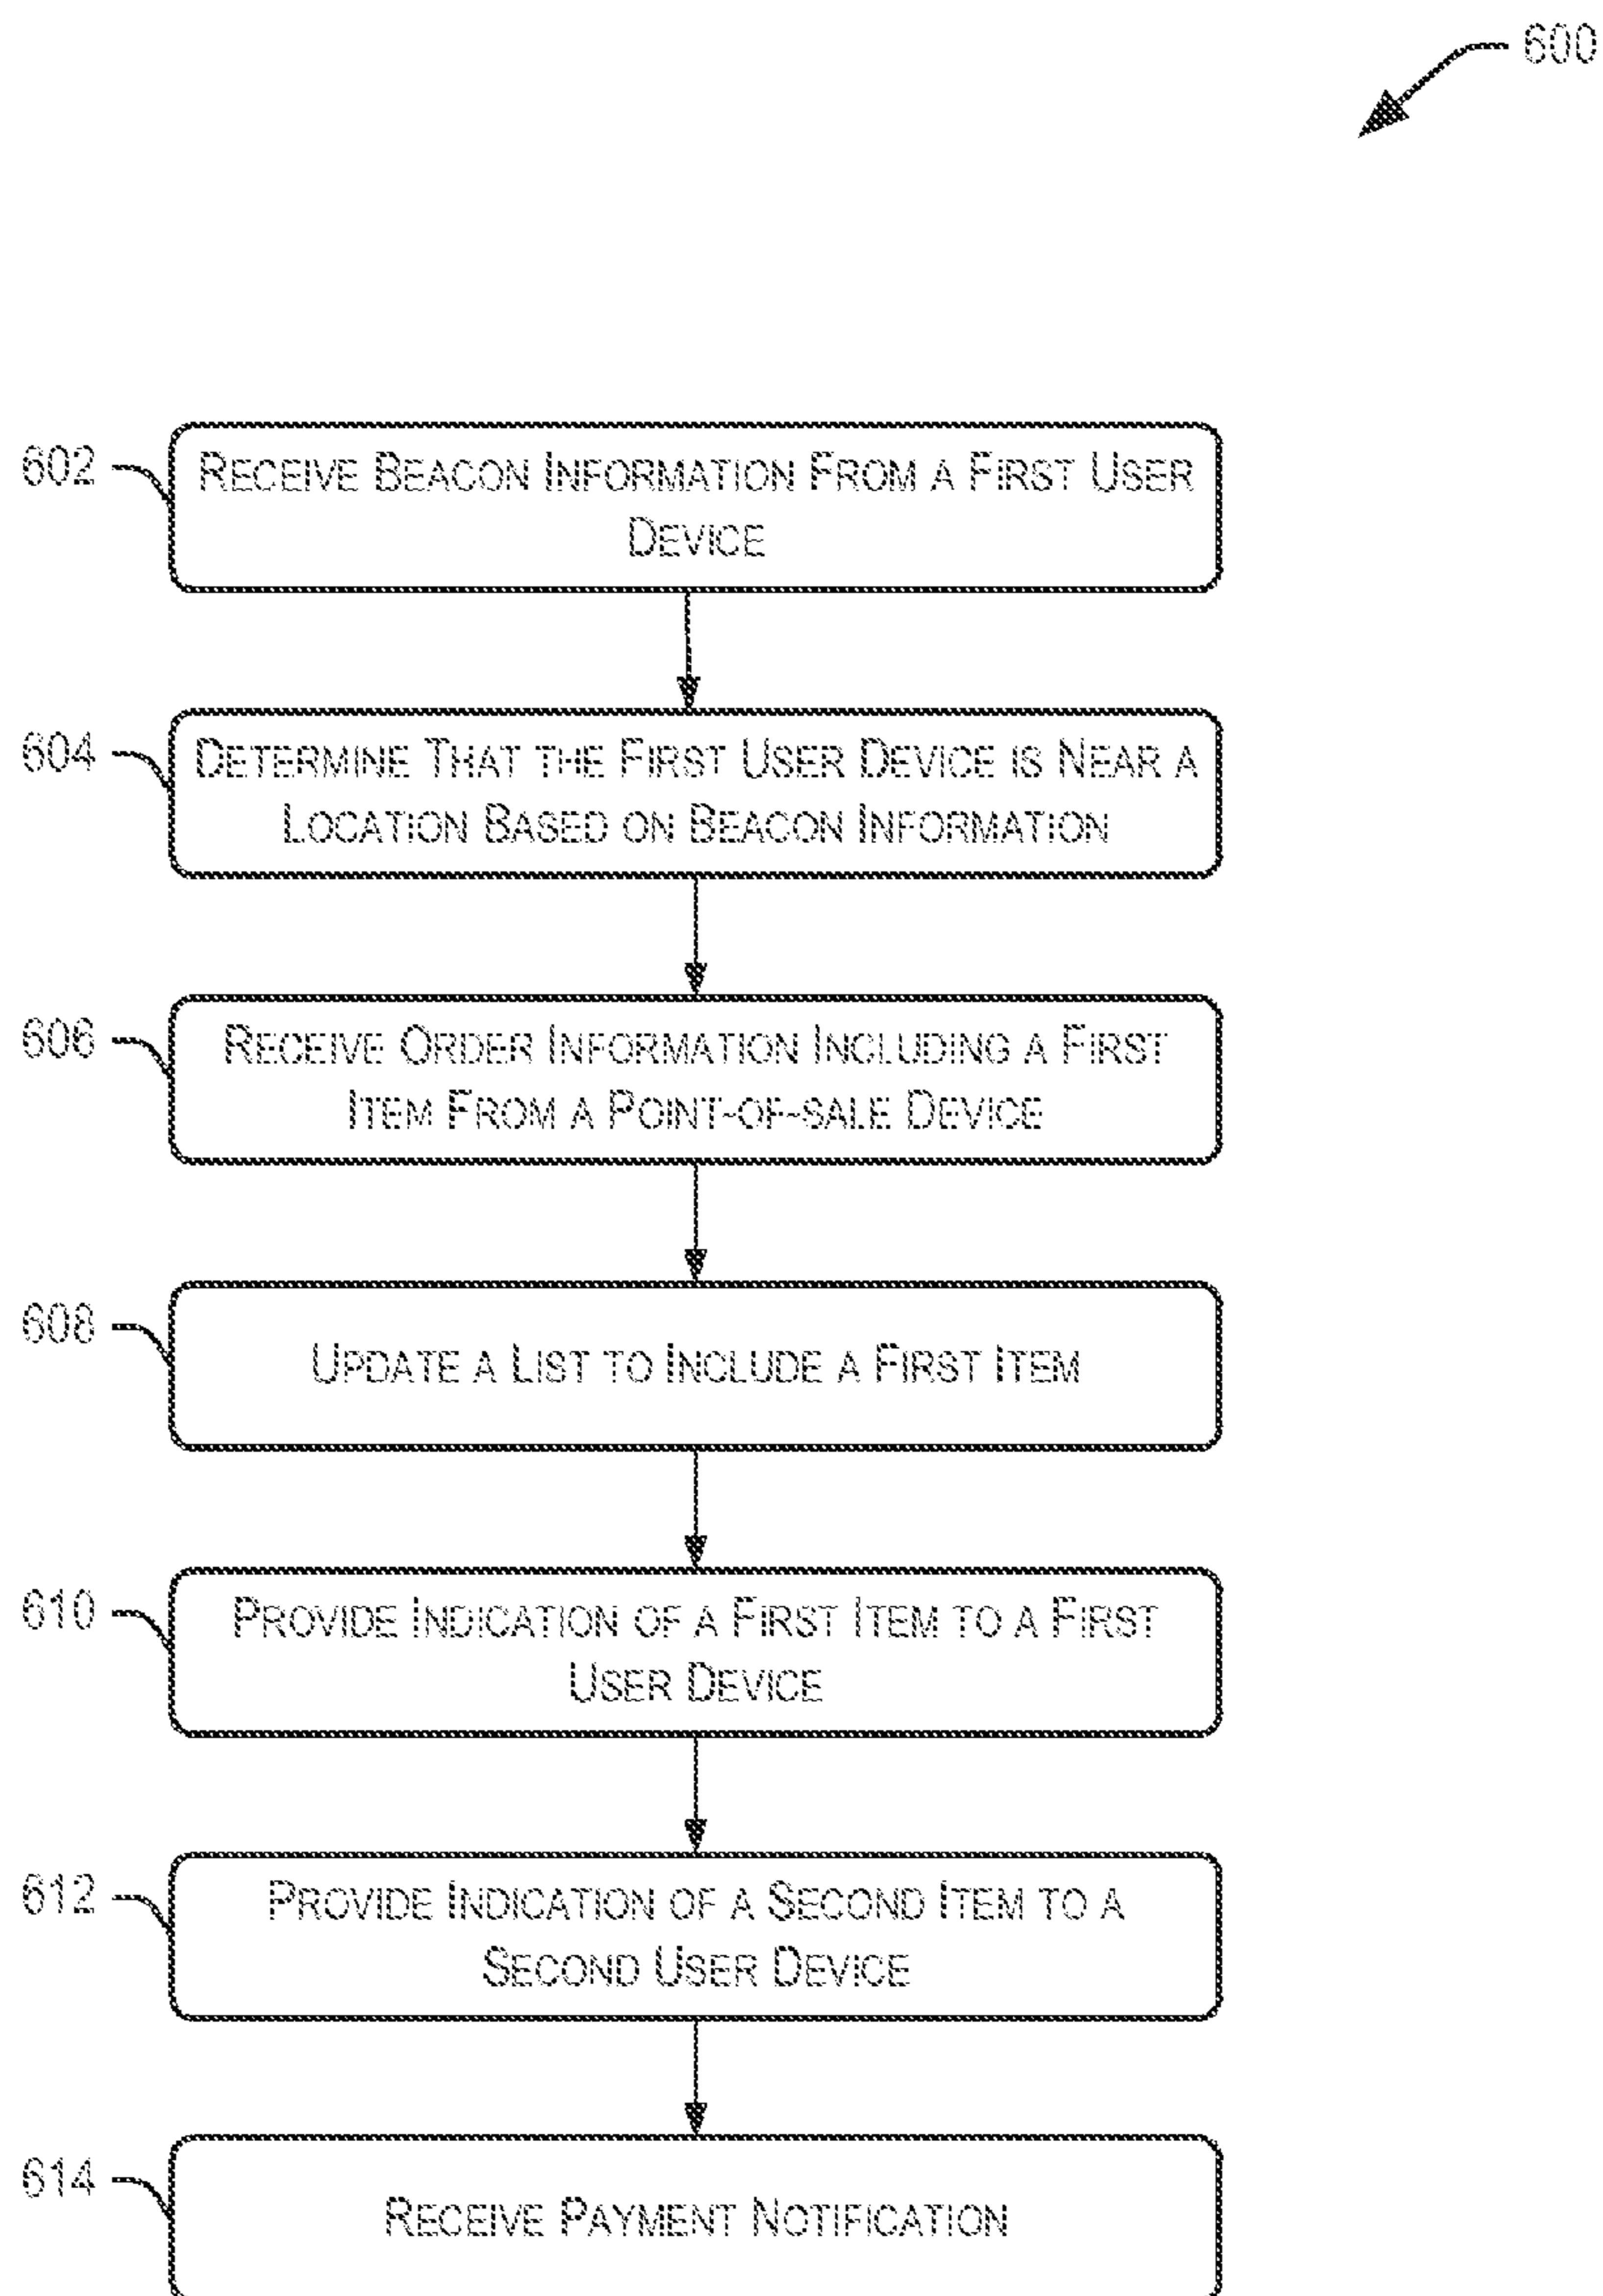 600
602
RECEIVE BEACON INFORMATION FROM A FIRST USER
DEVICE
604
DETERMINE THAT THE FIRST USER DEVICE IS NEAR A
LOCATION BASED ON BEACON INFORMATION
606
RECEIVE ORDER INFORMATION INCLUDING A FIRST
ITEM FROM A POINT-OF-SALE DEVICE
608
UPDATE A LIST TO INCLUDE A FIRST ITEM
610
PROVIDE INDICATION OF A FIRST ITEM TO A FIRST
USER DEVICE
612
PROVIDE INDICATION OF A SECOND ITEM TO A
SECOND USER DEVICE
614
RECEIVE PAYMENT NOTIFICATION